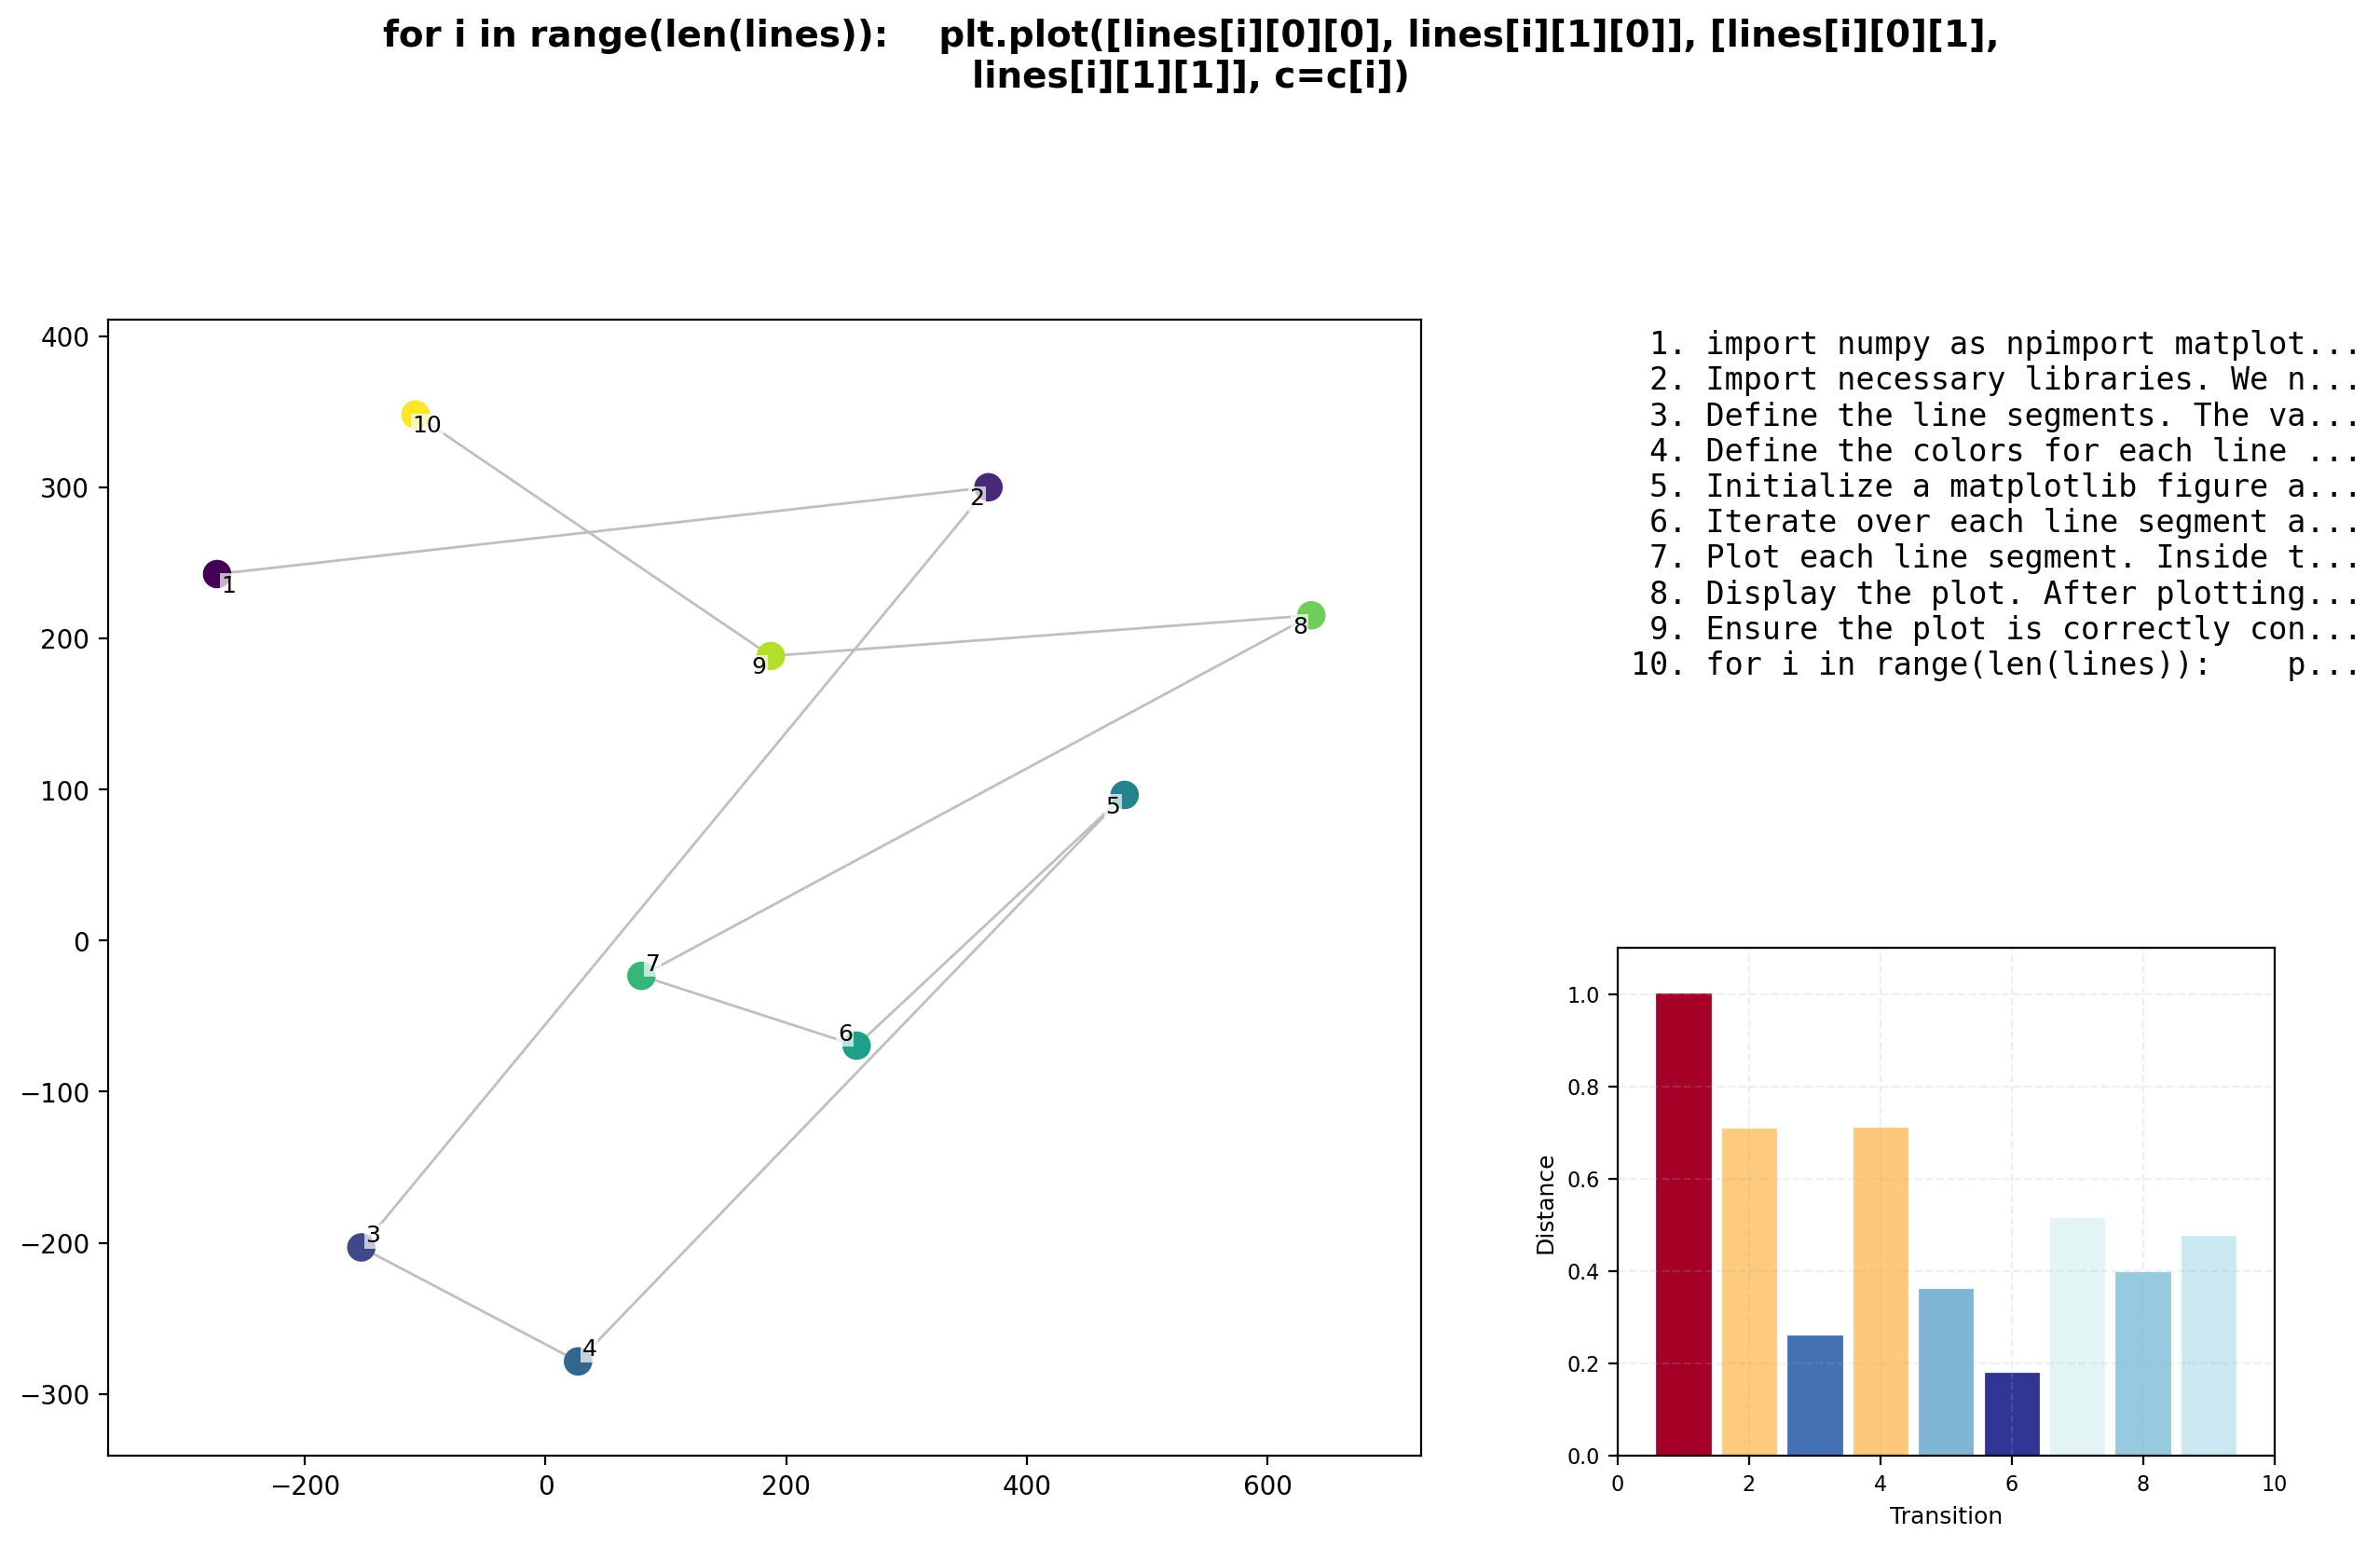 for i in range(len(lines)):    plt.plot([lines[i][0][0], lines[i][1][0]], [lines[i][0][1],
lines[i][1][1]], c=c[i])
400
300
200
100
0
−100
−200
−300
−200
0
200
400
600
1
2
3
4
5
6
7
8
9
10
1. import numpy as npimport matplot...
2. Import necessary libraries. We n...
3. Define the line segments. The va...
4. Define the colors for each line ...
5. Initialize a matplotlib figure a...
6. Iterate over each line segment a...
7. Plot each line segment. Inside t...
8. Display the plot. After plotting...
9. Ensure the plot is correctly con...
10. for i in range(len(lines)):    p...
Distance
1.0
0.8
0.6
0.4
0.2
0.0
0
2
4
6
8
10
Transition